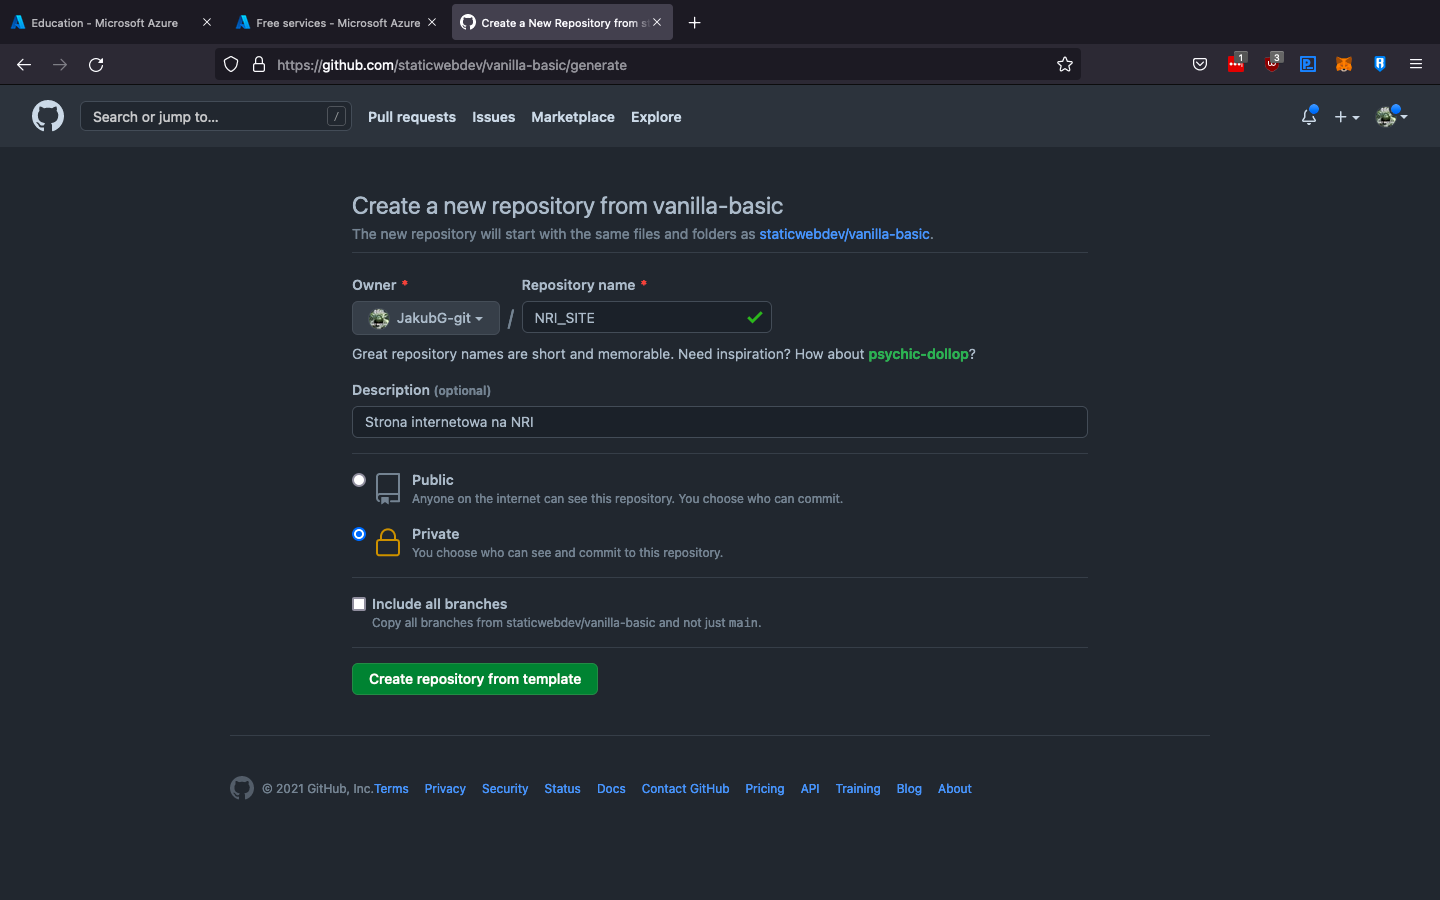 Education - Microsoft Azure
Free services - Microsoft Azure
Create a New Repository from s
https://github.com/staticwebdev/vanilla-basic/generate
1
3
Search or jump to... /
Pull requests Issues Marketplace Explore
Create a new repository from vanilla-basic
The new repository will start with the same files and folders as staticwebdev/vanilla-basic.
Owner * Repository name *
JakubG-git / NRI_SITE
Great repository names are short and memorable. Need inspiration? How about psychic-dollop?
Description (optional)
Strona internetowa na NRI
Public
Anyone on the internet can see this repository. You choose who can commit.
Private
You choose who can see and commit to this repository.
Include all branches
Copy all branches from staticwebdev/vanilla-basic and not just main.
Create repository from template
© 2021 GitHub, Inc. Terms Privacy Security Status Docs Contact GitHub Pricing API Training Blog About